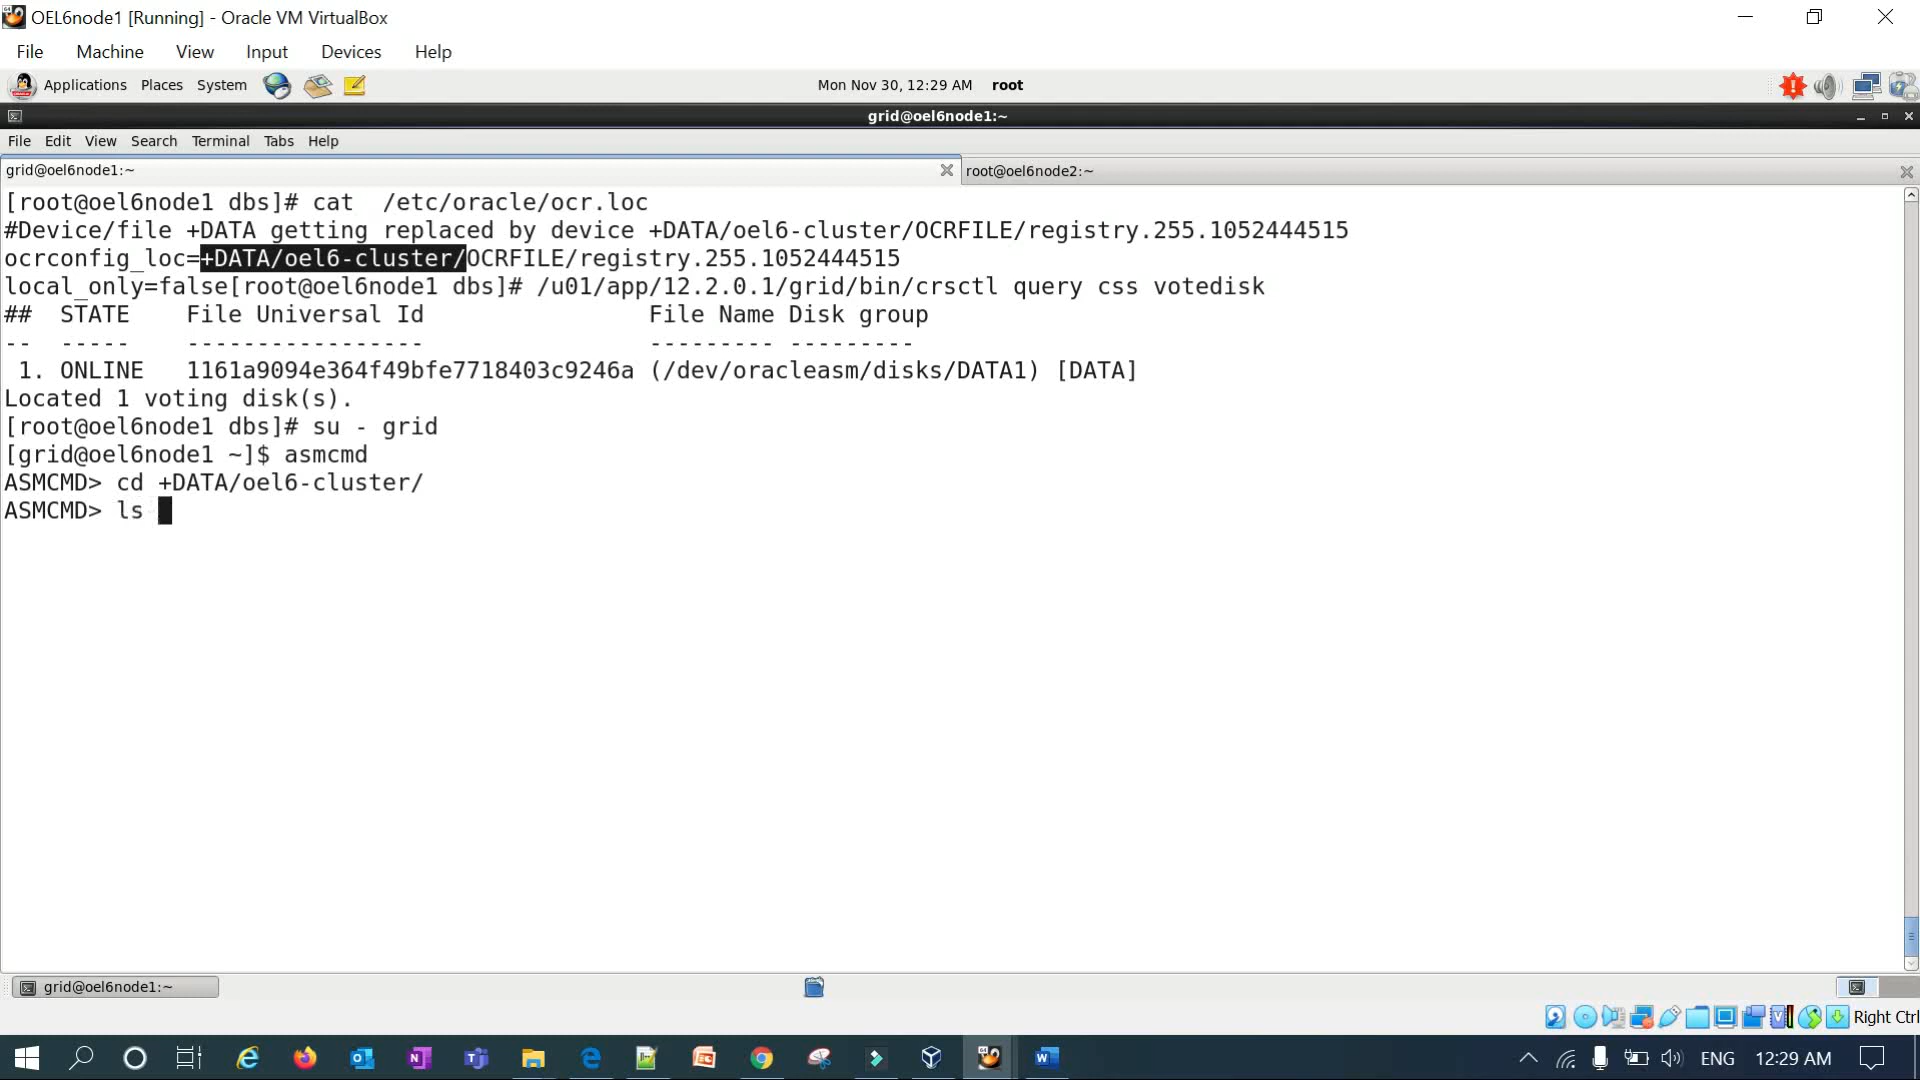 OEL6node1 [Running] - Oracle VM VirtualBox
File Machine View Input Devices Help
Applications Places System Mon Nov 30, 12:29 AM root
grid@oel6node1:~
File Edit View Search Terminal Tabs Help
grid@oel6node1:~ root@oel6node2:~
[root@oel6node1 dbs]# cat  /etc/oracle/ocr.loc
#Device/file +DATA getting replaced by device +DATA/oel6-cluster/OCRFILE/registry.255.1052444515
ocrconfig_loc=+DATA/oel6-cluster/OCRFILE/registry.255.1052444515
local_only=false[root@oel6node1 dbs]# /u01/app/12.2.0.1/grid/bin/crsctl query css votedisk
##  STATE    File Universal Id                File Name Disk group
--  -----    -----------------                --------- ---------
 1. ONLINE   1161a9094e364f49bfe7718403c9246a (/dev/oracleasm/disks/DATA1) [DATA]
Located 1 voting disk(s).
[root@oel6node1 dbs]# su - grid
[grid@oel6node1 ~]$ asmcmd
ASMCMD> cd +DATA/oel6-cluster/
ASMCMD> ls
grid@oel6node1:~
Right Ctrl
ENG 12:29 AM